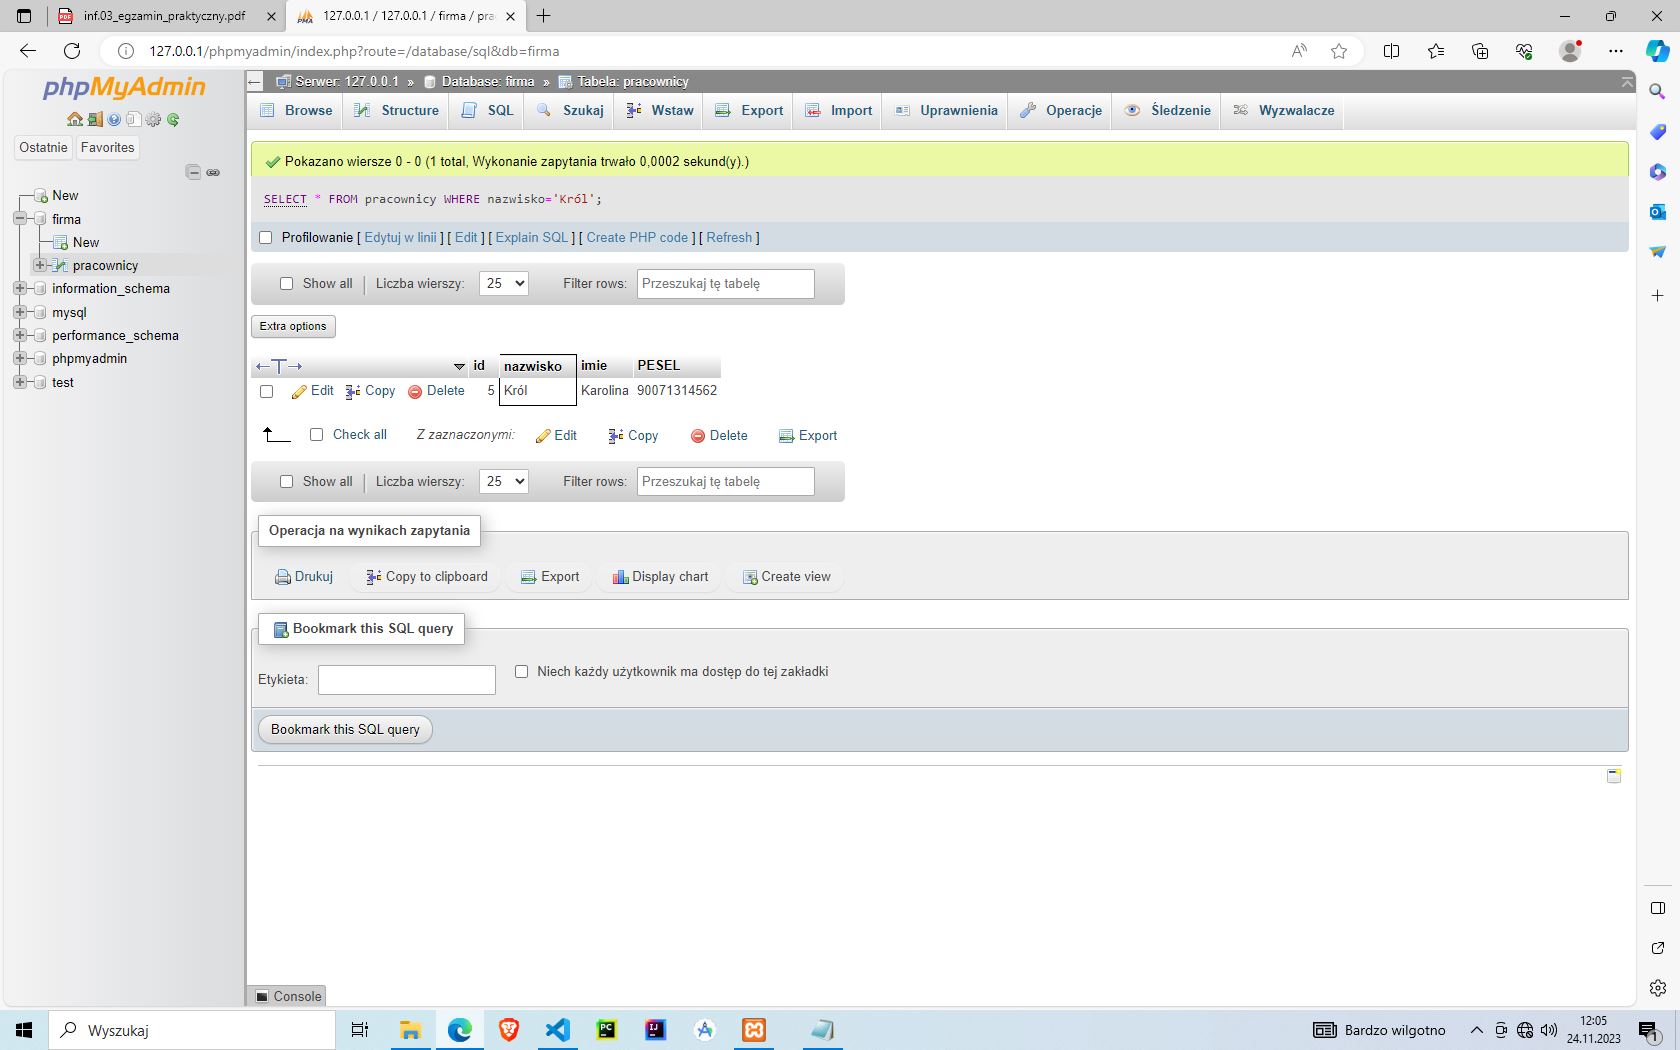 inf.03_egzamin_praktyczny.pdf
127.0.0.1 / 127.0.0.1 / firma / pra
127.0.0.1/phpmyadmin/index.php?route=/database/sql&db=firma
phpMyAdmin
Ostatnie Favorites
New
firma
New
pracownicy
information_schema
mysql
performance_schema
phpmyadmin
test
Serwer: 127.0.0.1 » Database: firma » Tabela: pracownicy
Browse Structure SQL Szukaj Wstaw Export Import Uprawnienia Operacje Śledzenie Wyzwalacze
Pokazano wiersze 0 - 0 (1 total, Wykonanie zapytania trwało 0,0002 sekund(y).)
SELECT * FROM pracownicy WHERE nazwisko='Król';
Profilowanie [ Edytuj w linii ] [ Edit ] [ Explain SQL ] [ Create PHP code ] [ Refresh ]
Show all Liczba wierszy: 25 Filter rows: Przeszukaj tę tabelę
Extra options
←T→ id nazwisko imie PESEL
Edit Copy Delete 5 Król Karolina 90071314562
Check all Z zaznaczonymi: Edit Copy Delete Export
Show all Liczba wierszy: 25 Filter rows: Przeszukaj tę tabelę
Operacja na wynikach zapytania
Drukuj Copy to clipboard Export Display chart Create view
Bookmark this SQL query
Etykieta: Niech każdy użytkownik ma dostęp do tej zakładki
Bookmark this SQL query
Console
Wyszukaj
PC
IJ
Bardzo wilgotno
12:05
24.11.2023
1